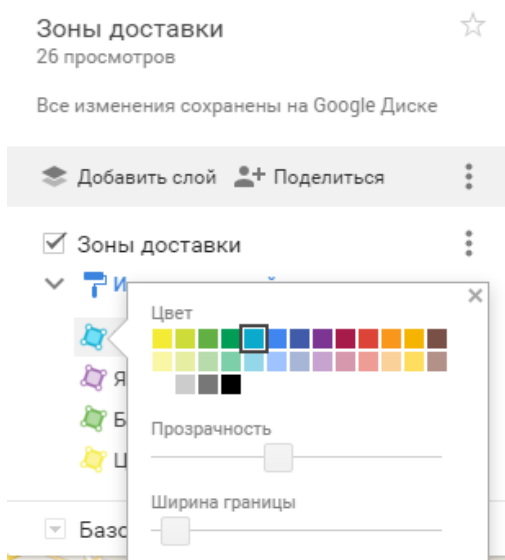 Зоны доставки
26 просмотров
Все изменения сохранены на Google Диске
Добавить слой Поделиться
Зоны доставки
И
Цвет
Я
Б
Прозрачность
Ц
Ширина границы
Базо